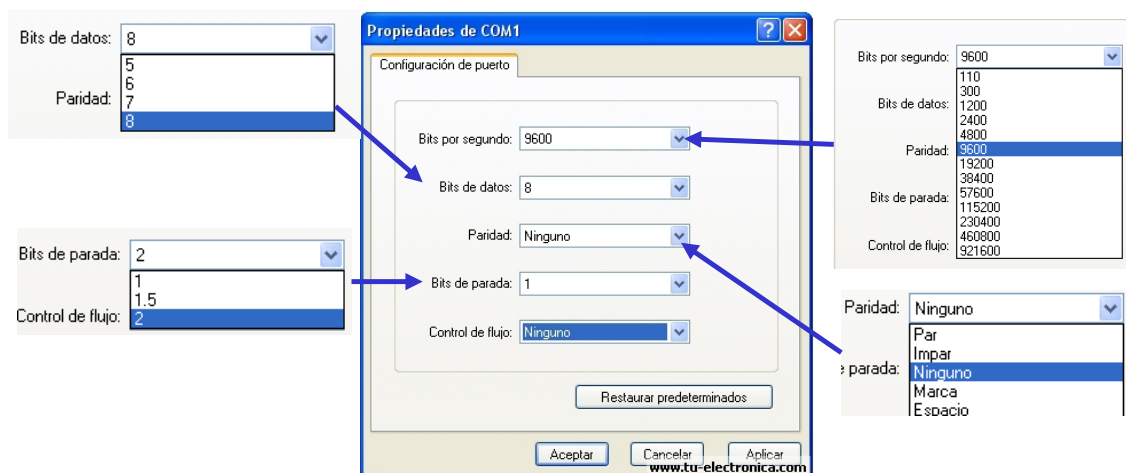 Bits de datos: 8
5
6
Paridad: 7
8
Bits de parada: 2
1
1.5
Control de flujo: 2
Propiedades de COM1
Configuración de puerto
Bits por segundo: 9600
Bits de datos: 8
Paridad: Ninguno
Bits de parada: 1
Control de flujo: Ninguno
Restaurar predeterminados
Aceptar Cancelar Aplicar
www.tu-electronica.com
Bits por segundo: 9600
110
300
Bits de datos: 1200
2400
4800
Paridad: 9600
19200
38400
Bits de parada: 57600
115200
230400
Control de flujo: 460800
921600
Paridad: Ninguno
Par
Impar
parada: Ninguno
Marca
Espacio